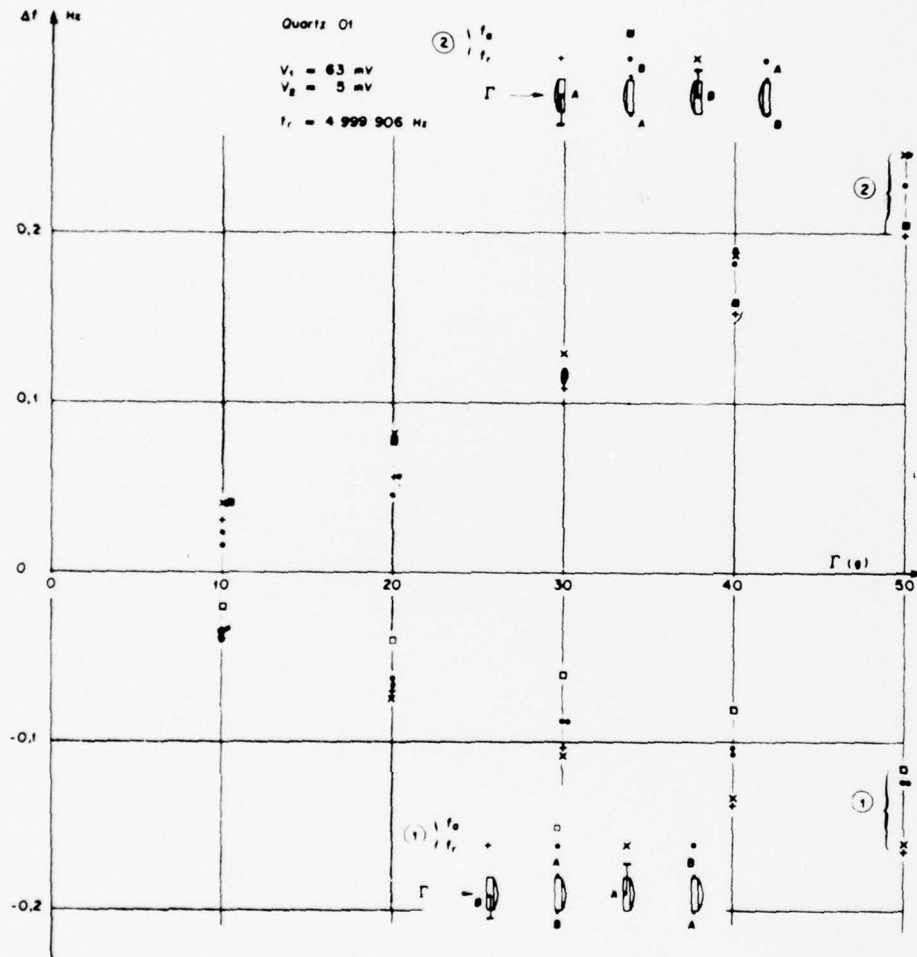 Δf Hz
Quartz 01
V1 = 63 mV
V2 = 5 mV
fr = 4 999 906 Hz
2 fa
fr
B A
Γ A B
A B
2
0,2
0,1
0
Γ (g)
0 10 20 30 40 50
-0,1
1
1 fa
fr
A B
Γ B A
B A
-0,2